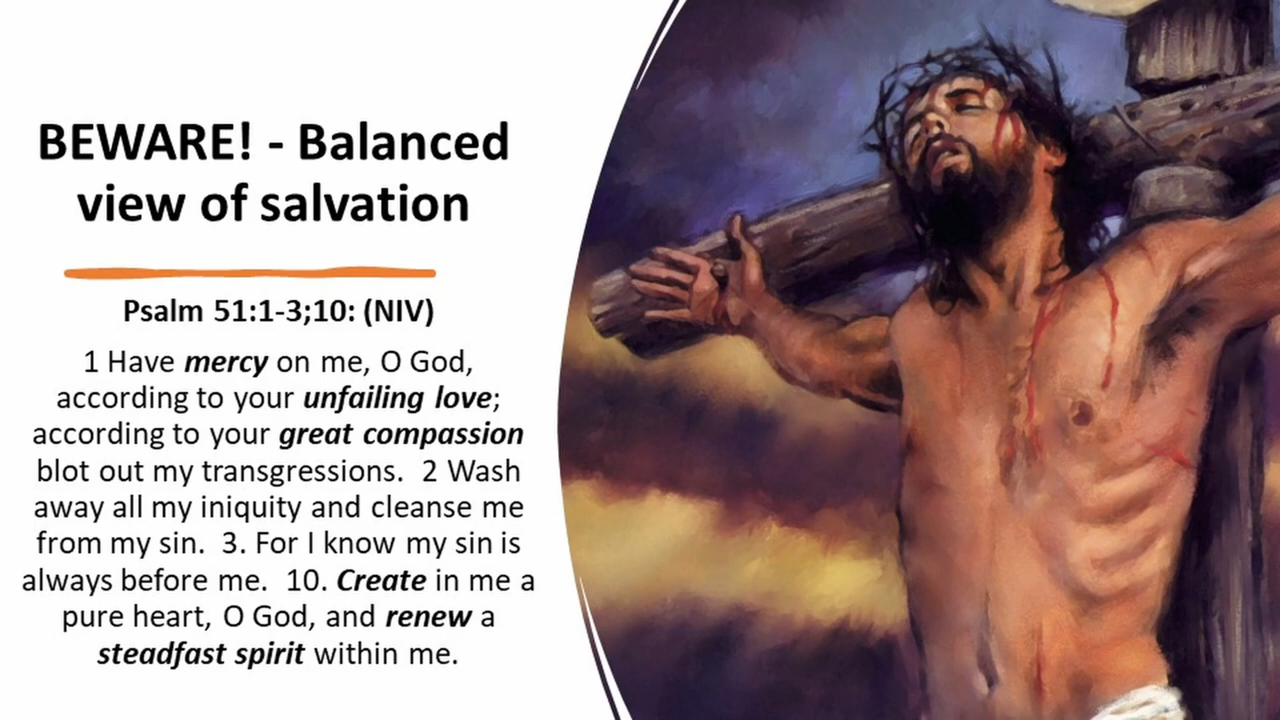 BEWARE! - Balanced
view of salvation
Psalm 51:1-3;10: (NIV)
1 Have mercy on me, O God,
according to your unfailing love;
according to your great compassion
blot out my transgressions.  2 Wash
away all my iniquity and cleanse me
from my sin.  3. For I know my sin is
always before me.  10. Create in me a
pure heart, O God, and renew a
steadfast spirit within me.